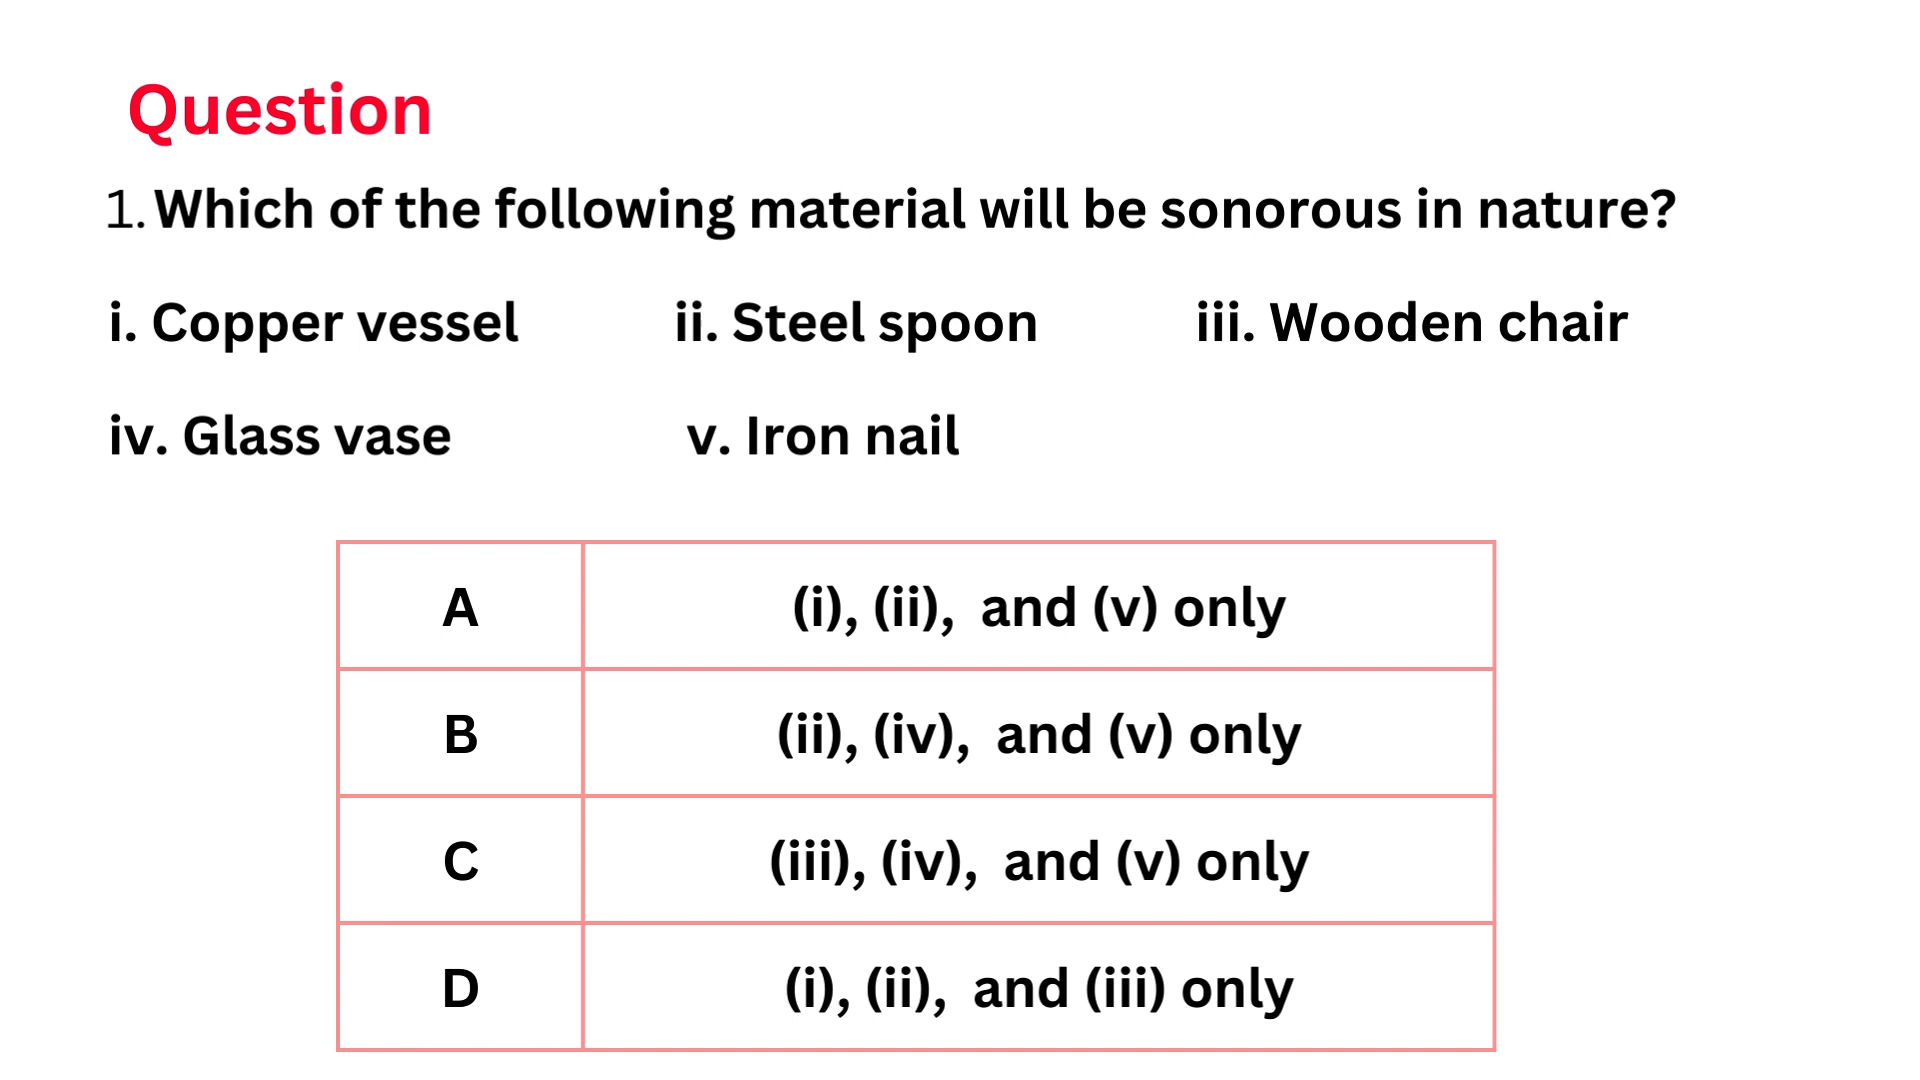 Question
1. Which of the following material will be sonorous in nature?
i. Copper vessel ii. Steel spoon iii. Wooden chair
iv. Glass vase v. Iron nail
A (i), (ii), and (v) only
B (ii), (iv), and (v) only
C (iii), (iv), and (v) only
D (i), (ii), and (iii) only